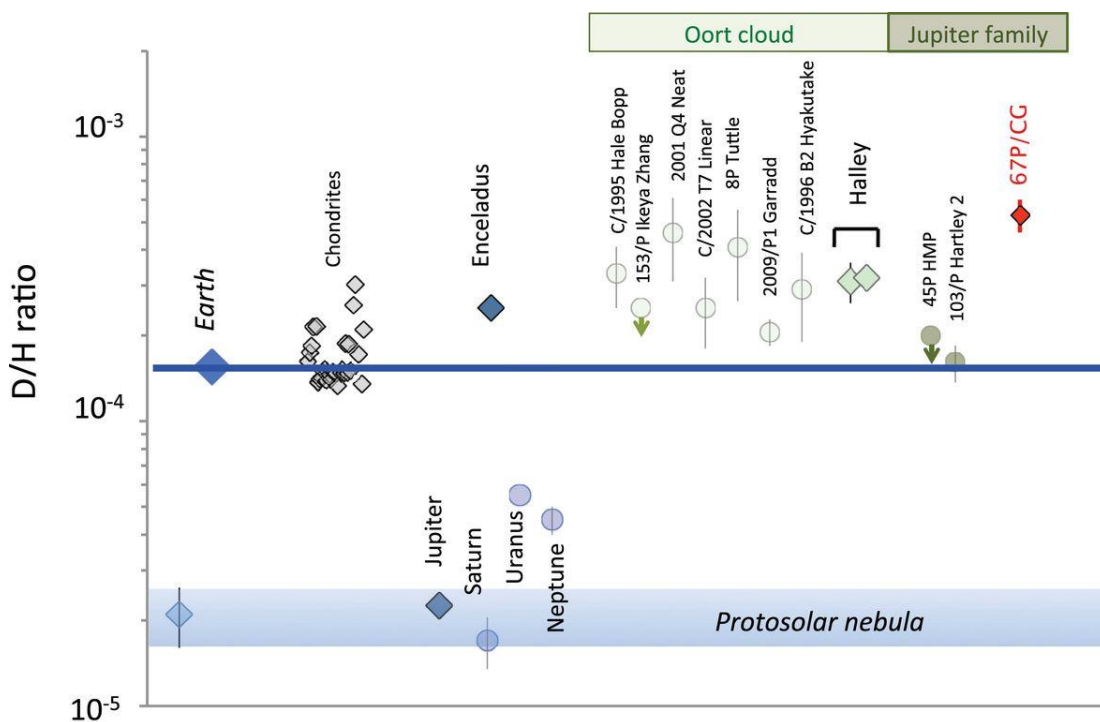 Oort cloud
Jupiter family
D/H ratio
10-3
10-4
10-5
Earth
Chondrites
Enceladus
C/1995 Hale Bopp
153/P Ikeya Zhang
2001 Q4 Neat
C/2002 T7 Linear
8P Tuttle
2009/P1 Garradd
C/1996 B2 Hyakutake
Halley
45P HMP
103/P Hartley 2
67P/CG
Jupiter
Saturn
Uranus
Neptune
Protosolar nebula